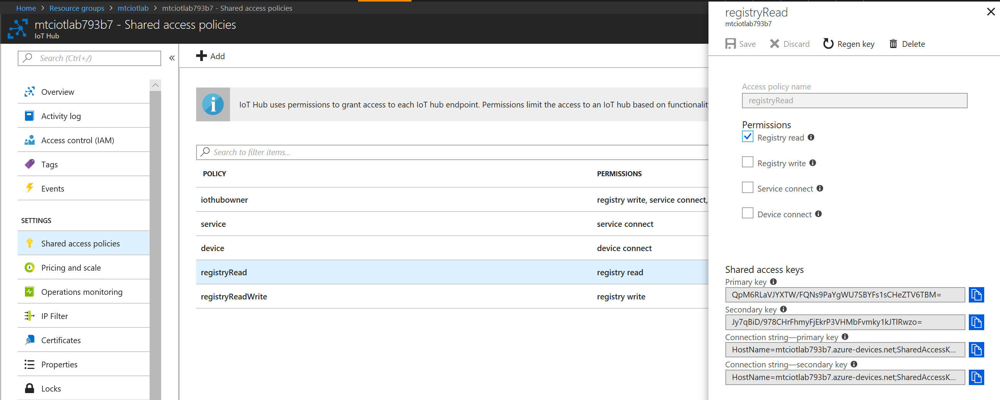 Home > Resource groups > mtciotlab > mtciotlab793b7 - Shared access policies
mtciotlab793b7 - Shared access policies
IoT Hub
Search (Ctrl+/)
Overview
Activity log
Access control (IAM)
Tags
Events
SETTINGS
Shared access policies
Pricing and scale
Operations monitoring
IP Filter
Certificates
Properties
Locks
Add
IoT Hub uses permissions to grant access to each IoT hub endpoint. Permissions limit the access to an IoT hub based on functionality
Search to filter items...
POLICY PERMISSIONS
iothubowner registry write, service connect,
service service connect
device device connect
registryRead registry read
registryReadWrite registry write
registryRead
mtciotlab793b7
Save Discard Regen key Delete
Access policy name
registryRead
Permissions
Registry read
Registry write
Service connect
Device connect
Shared access keys
Primary key
QpM6RLaVJYXTW/FQNs9PaYgWU7SBYFs1sCHeZTV6TBM=
Secondary key
Jy7qBiD/978CHrFhmyFjEkrP3VHMbFvmky1kJTlRwzo=
Connection string—primary key
HostName=mtciotlab793b7.azure-devices.net;SharedAccessK...
Connection string—secondary key
HostName=mtciotlab793b7.azure-devices.net;SharedAccessK...